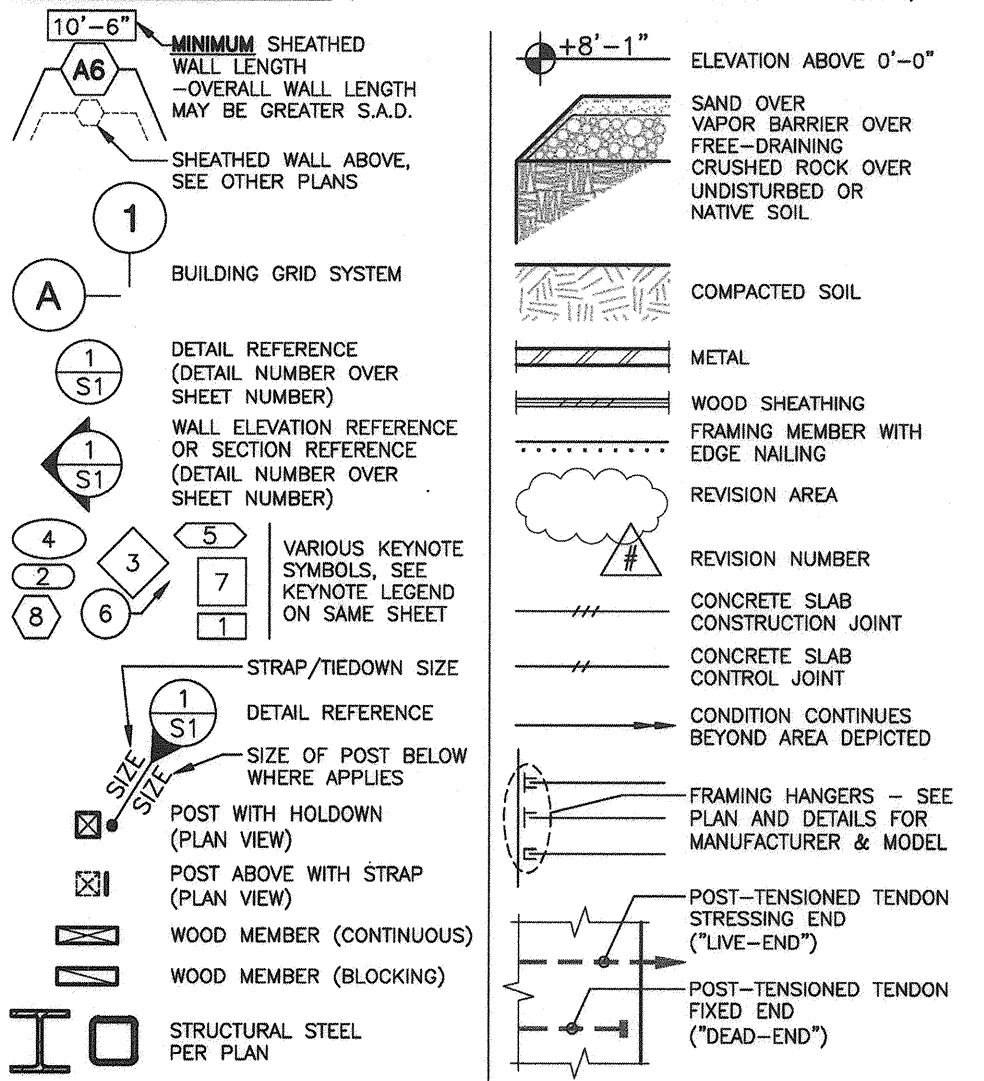 10'-6"
MINIMUM SHEATHED
WALL LENGTH
-OVERALL WALL LENGTH
MAY BE GREATER S.A.D.
A6
SHEATHED WALL ABOVE,
SEE OTHER PLANS
1
A
BUILDING GRID SYSTEM
1
S1
DETAIL REFERENCE
(DETAIL NUMBER OVER
SHEET NUMBER)
1
S1
WALL ELEVATION REFERENCE
OR SECTION REFERENCE
(DETAIL NUMBER OVER
SHEET NUMBER)
4
2
8
3
6
5
7
1
VARIOUS KEYNOTE
SYMBOLS, SEE
KEYNOTE LEGEND
ON SAME SHEET
STRAP/TIEDOWN SIZE
1
S1
DETAIL REFERENCE
SIZE
SIZE
SIZE OF POST BELOW
WHERE APPLIES
POST WITH HOLDOWN
(PLAN VIEW)
POST ABOVE WITH STRAP
(PLAN VIEW)
WOOD MEMBER (CONTINUOUS)
WOOD MEMBER (BLOCKING)
STRUCTURAL STEEL
PER PLAN
+8'-1"
ELEVATION ABOVE 0'-0"
SAND OVER
VAPOR BARRIER OVER
FREE-DRAINING
CRUSHED ROCK OVER
UNDISTURBED OR
NATIVE SOIL
COMPACTED SOIL
METAL
WOOD SHEATHING
FRAMING MEMBER WITH
EDGE NAILING
REVISION AREA
#
REVISION NUMBER
CONCRETE SLAB
CONSTRUCTION JOINT
CONCRETE SLAB
CONTROL JOINT
CONDITION CONTINUES
BEYOND AREA DEPICTED
FRAMING HANGERS - SEE
PLAN AND DETAILS FOR
MANUFACTURER & MODEL
POST-TENSIONED TENDON
STRESSING END
("LIVE-END")
POST-TENSIONED TENDON
FIXED END
("DEAD-END")